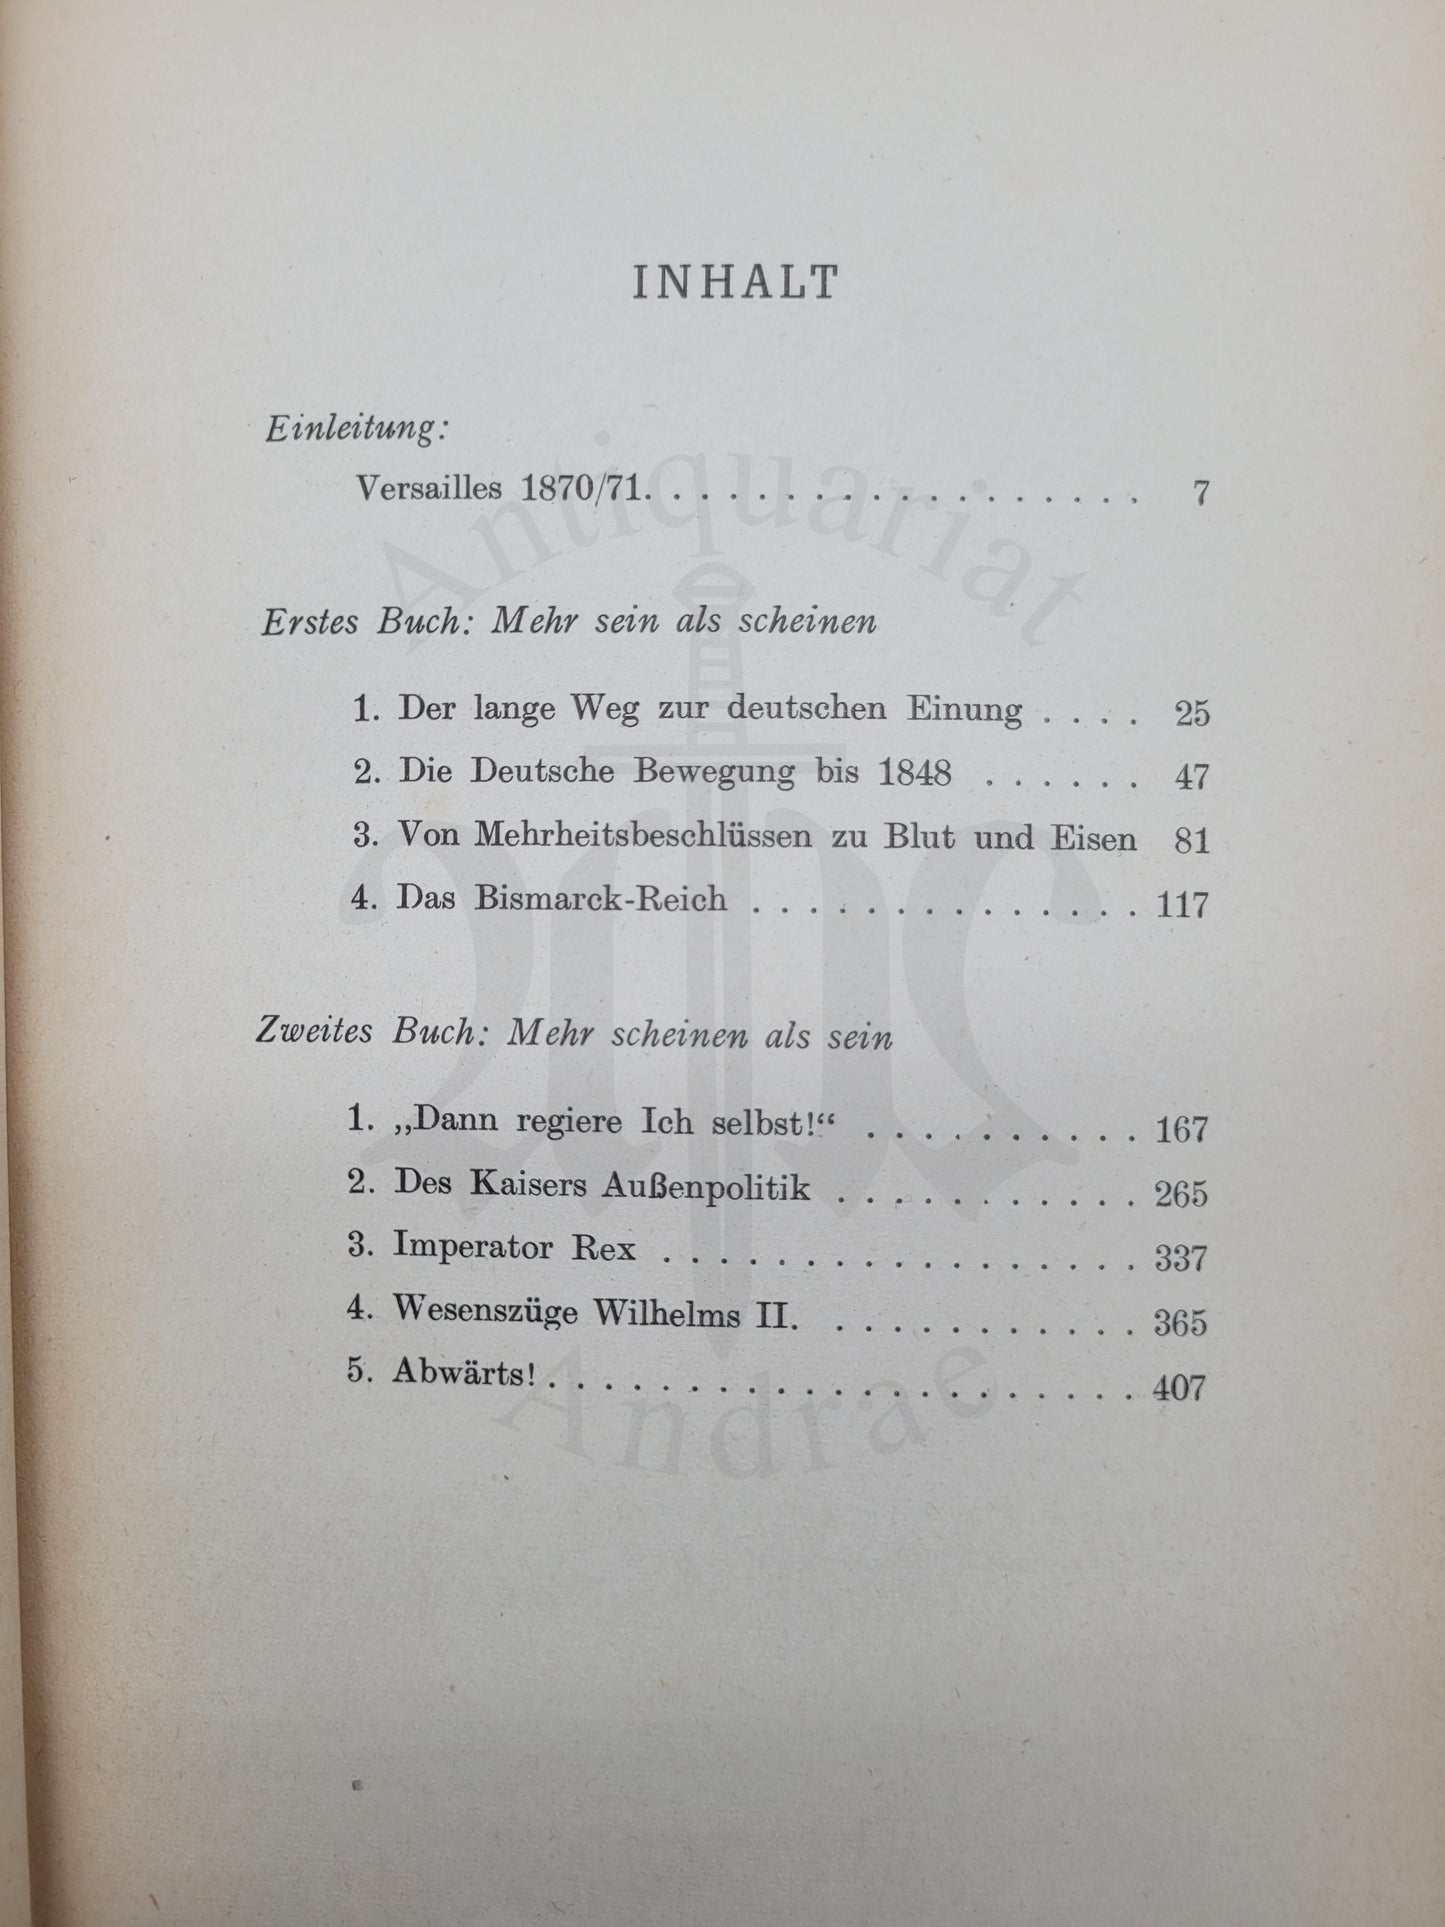 INHALT
Einleitung:
Versailles 1870/71. . . . . . . . . . . . . . . . . . 7
Erstes Buch: Mehr sein als scheinen
1. Der lange Weg zur deutschen Einung . . . . 25
2. Die Deutsche Bewegung bis 1848 . . . . . . 47
3. Von Mehrheitsbeschlüssen zu Blut und Eisen 81
4. Das Bismarck-Reich . . . . . . . . . . . . . . 117
Zweites Buch: Mehr scheinen als sein
1. „Dann regiere Ich selbst!“ . . . . . . . . . . 167
2. Des Kaisers Außenpolitik . . . . . . . . . . . 265
3. Imperator Rex . . . . . . . . . . . . . . . . . 337
4. Wesenszüge Wilhelms II. . . . . . . . . . . . 365
5. Abwärts! . . . . . . . . . . . . . . . . . . . . . 407
Antiquariat
Andrae